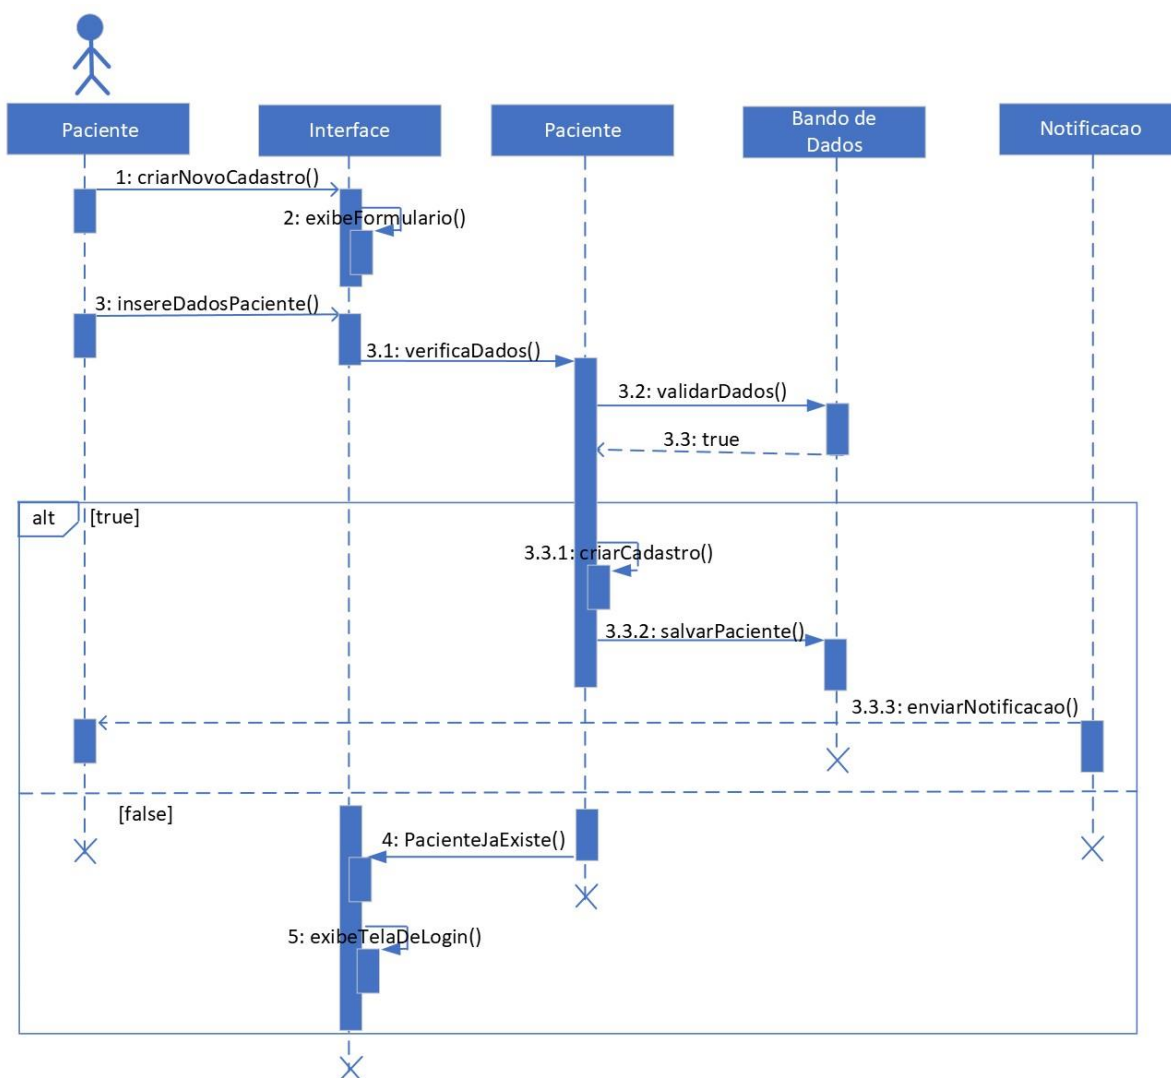 Paciente
Interface
Paciente
Bando de
Dados
Notificacao
1: criarNovoCadastro()
2: exibeFormulario()
3: insereDadosPaciente()
3.1: verificaDados()
3.2: validarDados()
3.3: true
alt
[true]
3.3.1: criarCadastro()
3.3.2: salvarPaciente()
3.3.3: enviarNotificacao()
[false]
4: PacienteJaExiste()
5: exibeTelaDeLogin()